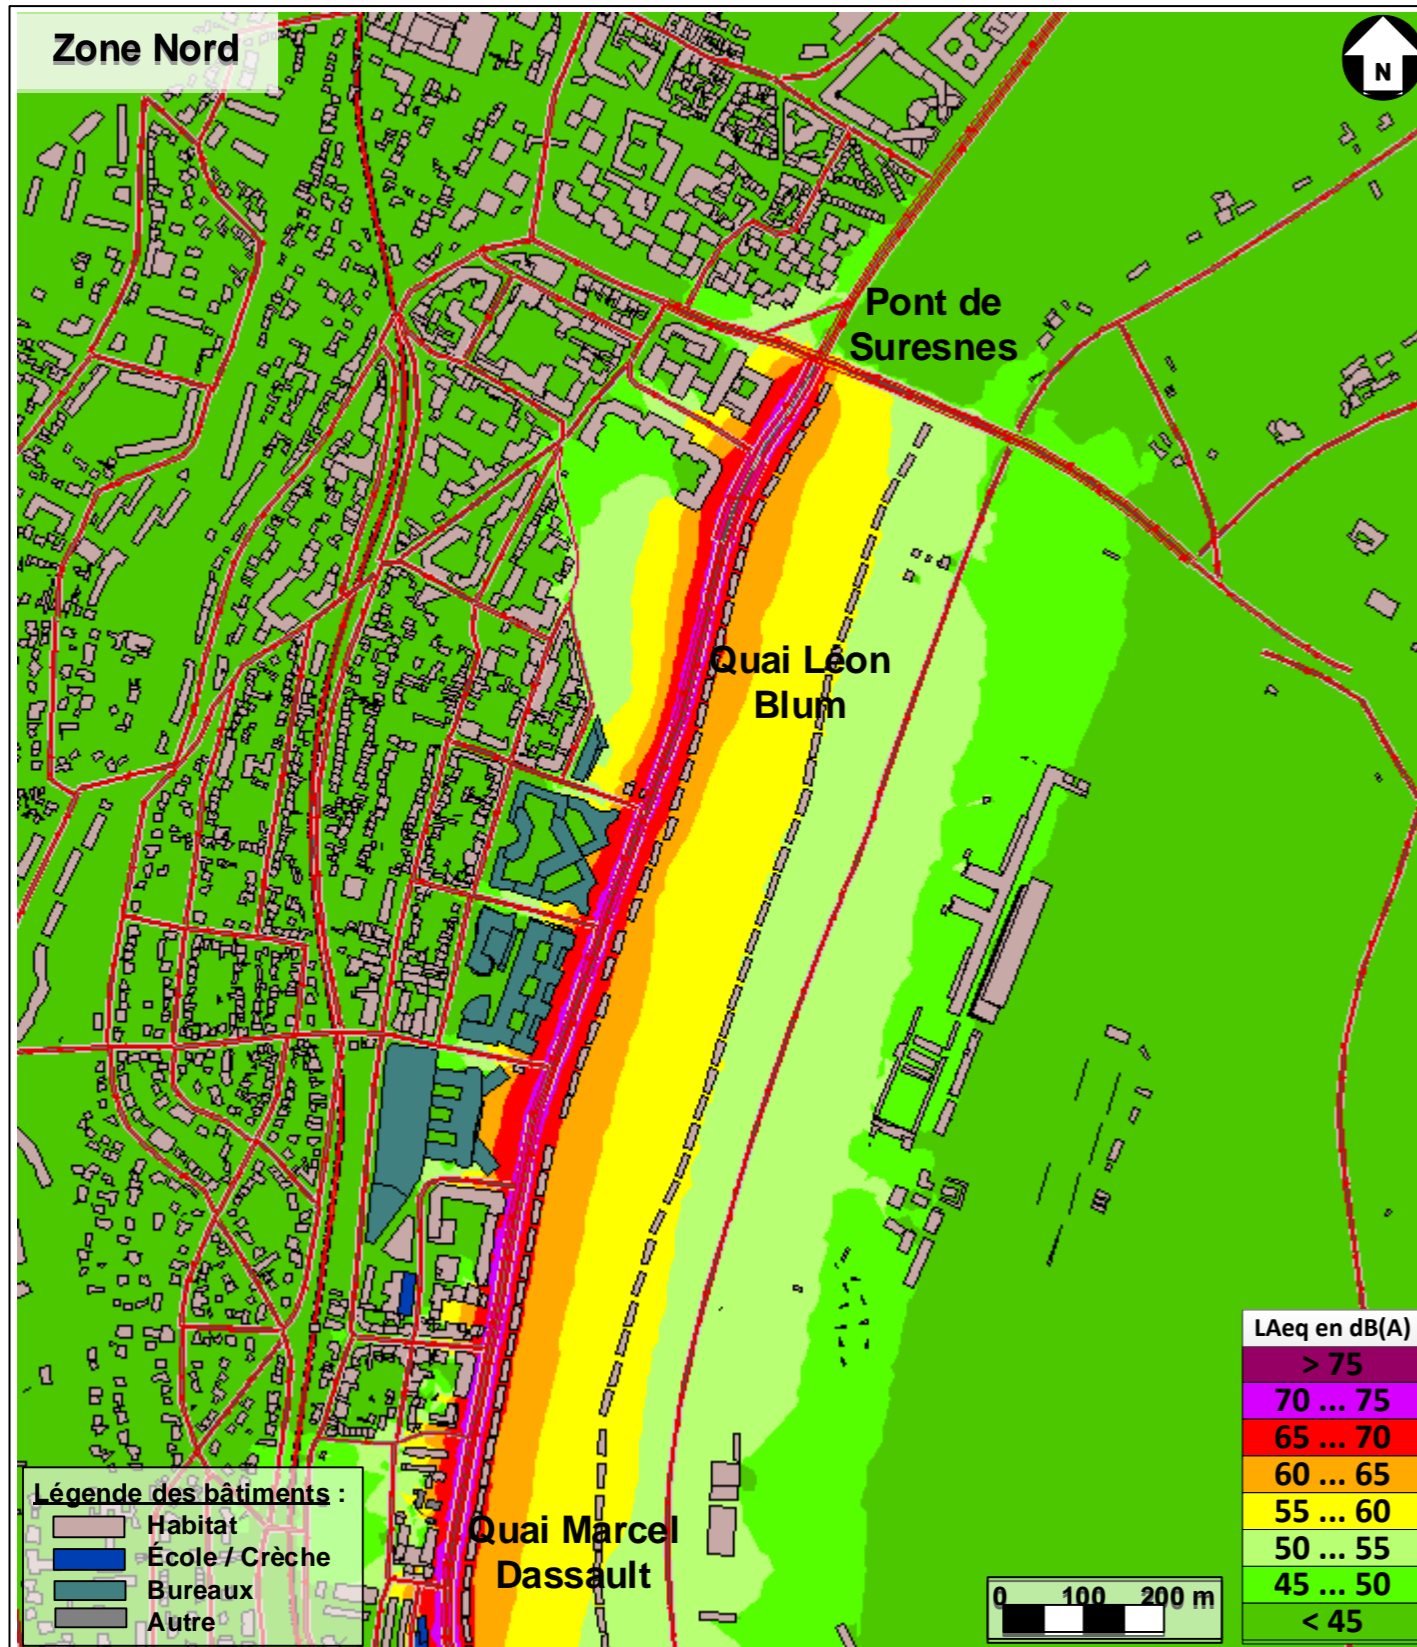 Zone Nord
N
Pont de
Suresnes
Quai Léon
Blum
Quai Marcel
Dassault
Légende des bâtiments :
Habitat
École / Crèche
Bureaux
Autre
0 100 200 m
LAeq en dB(A)
> 75
70 ... 75
65 ... 70
60 ... 65
55 ... 60
50 ... 55
45 ... 50
< 45